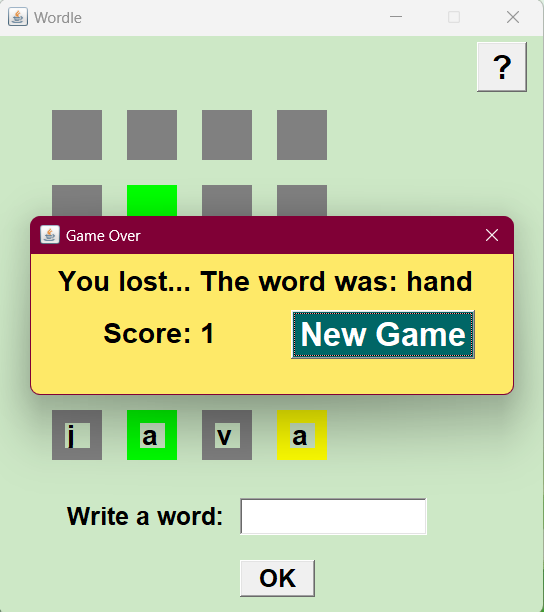 Wordle
?
Game Over
You lost... The word was: hand
Score: 1
New Game
j a v a
Write a word:
OK